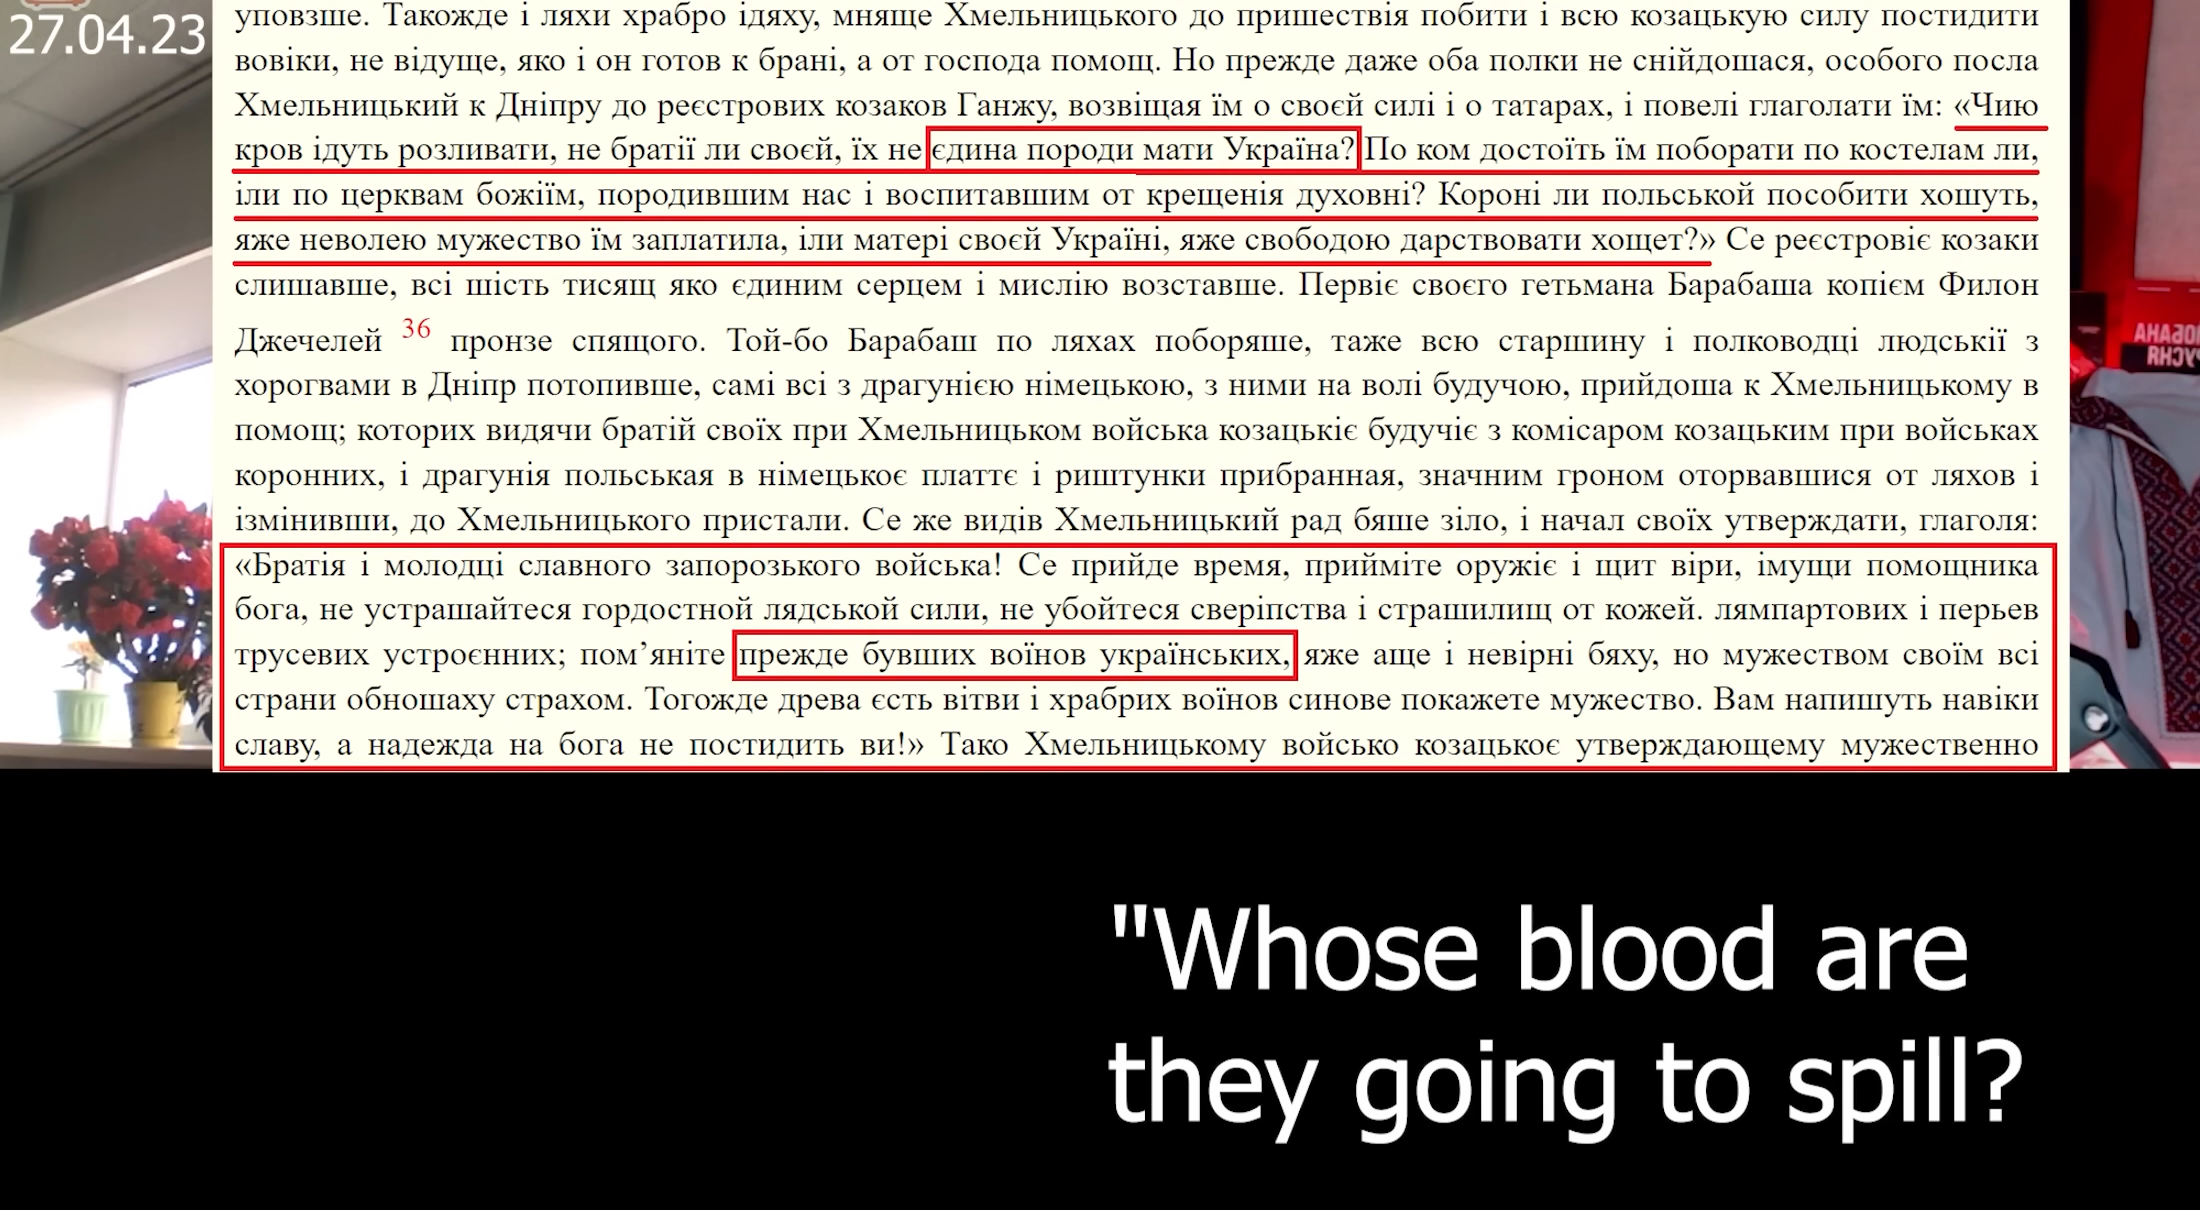 27.04.23
уповзше. Такожде і ляхи храбро ідяху, мняще Хмельницького до пришествія побити і всю козацькую силу постидити
вовіки, не відуще, яко і он готов к брані, а от господа помощ. Но прежде даже оба полки не снійдошася, особого посла
Хмельницький к Дніпру до реєстрових козаков Ганжу, возвіщая їм о своєй силі і о татарах, і повелі глаголати їм: «Чию
кров ідуть розливати, не братії ли своєй, їх не єдина породи мати Україна? По ком достоїть їм поборати по костелам ли,
іли по церквам божіїм, породившим нас і воспитавшим от крещенія духовні? Короні ли польськой пособити хошуть,
яже неволею мужество їм заплатила, іли матері своєй Україні, яже свободою дарствовати хощет?» Се реєстровіє козаки
слишавше, всі шість тисящ яко єдиним серцем і мислію возставше. Первіє своєго гетьмана Барабаша копієм Филон
Джечелей 36 пронзе спящого. Той-бо Барабаш по ляхах поборяше, таже всю старшину і полководці людськії з
хорогвами в Дніпр потопивше, самі всі з драгунією німецькою, з ними на волі будучою, прийдоша к Хмельницькому в
помощ; которих видячи братій своїх при Хмельницьком войська козацькіє будучіє з комісаром козацьким при войськах
коронних, і драгунія польськая в німецькоє платтє і риштунки прибранная, значним гроном оторвавшися от ляхов і
ізмінивши, до Хмельницького пристали. Се же видів Хмельницький рад бяше зіло, і начал своїх утверждати, глаголя:
«Братія і молодці славного запорозького войська! Се прийде время, прийміте оружіє і щит віри, імущи помощника
бога, не устрашайтеся гордостной лядськой сили, не убойтеся сверіпства і страшилищ от кожей. лямпартових і перьев
трусевих устроєнних; пом’яніте прежде бувших воїнов українських, яже аще і невірні бяху, но мужеством своїм всі
страни обношаху страхом. Тогожде древа єсть вітви і храбрих воїнов синове покажете мужество. Вам напишуть навіки
славу, а надежда на бога не постидить ви!» Тако Хмельницькому войсько козацькоє утверждающему мужественно
"Whose blood are
they going to spill?